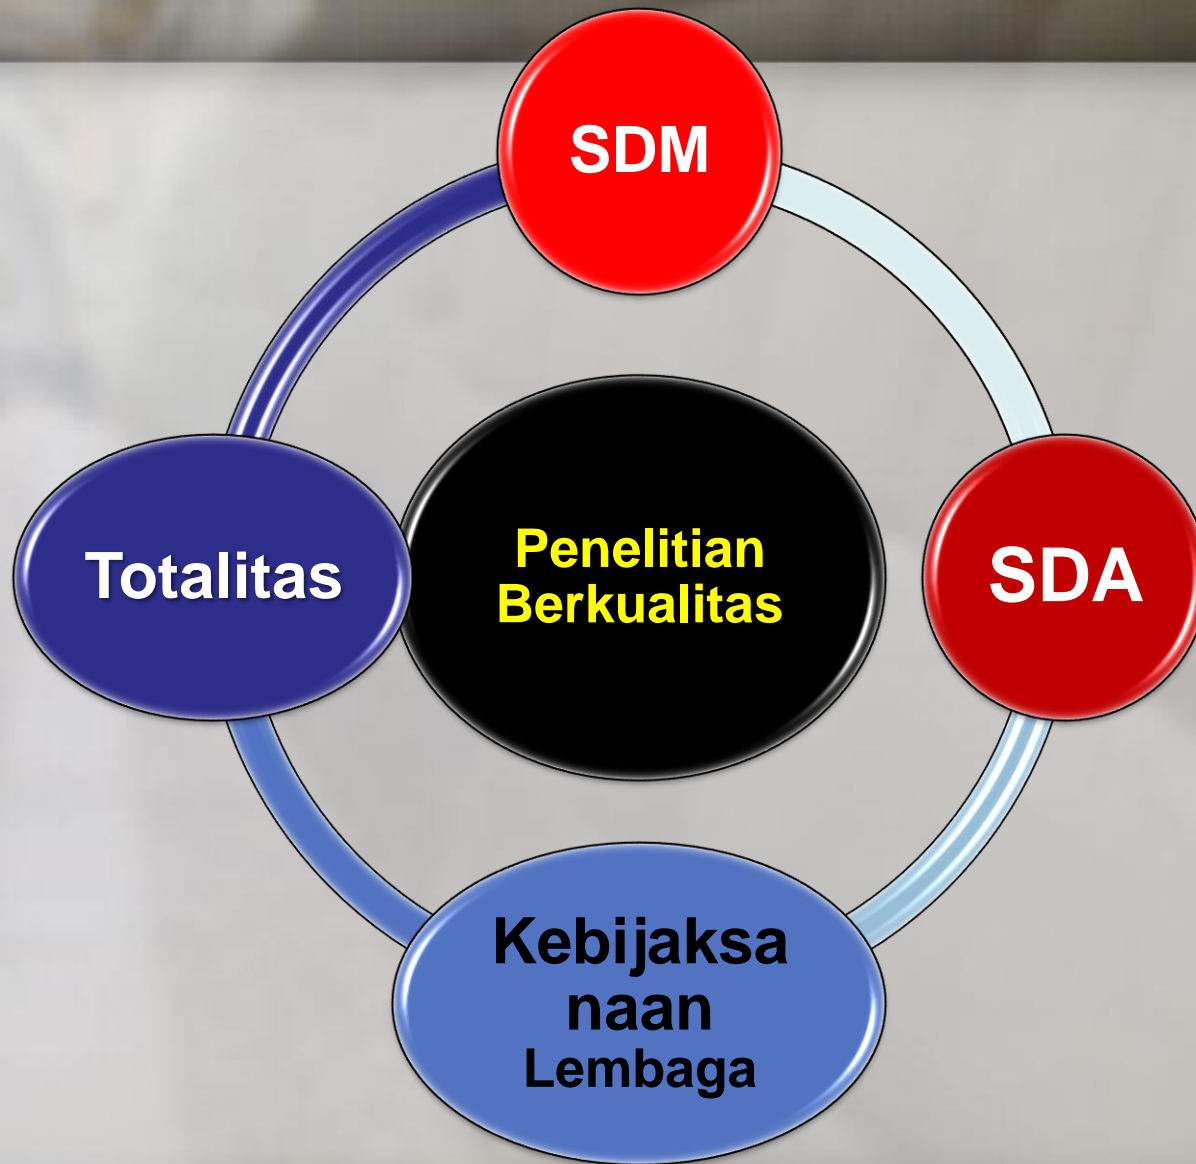 SDM
Totalitas
Penelitian
Berkualitas
SDA
Kebijaksa
naan
Lembaga